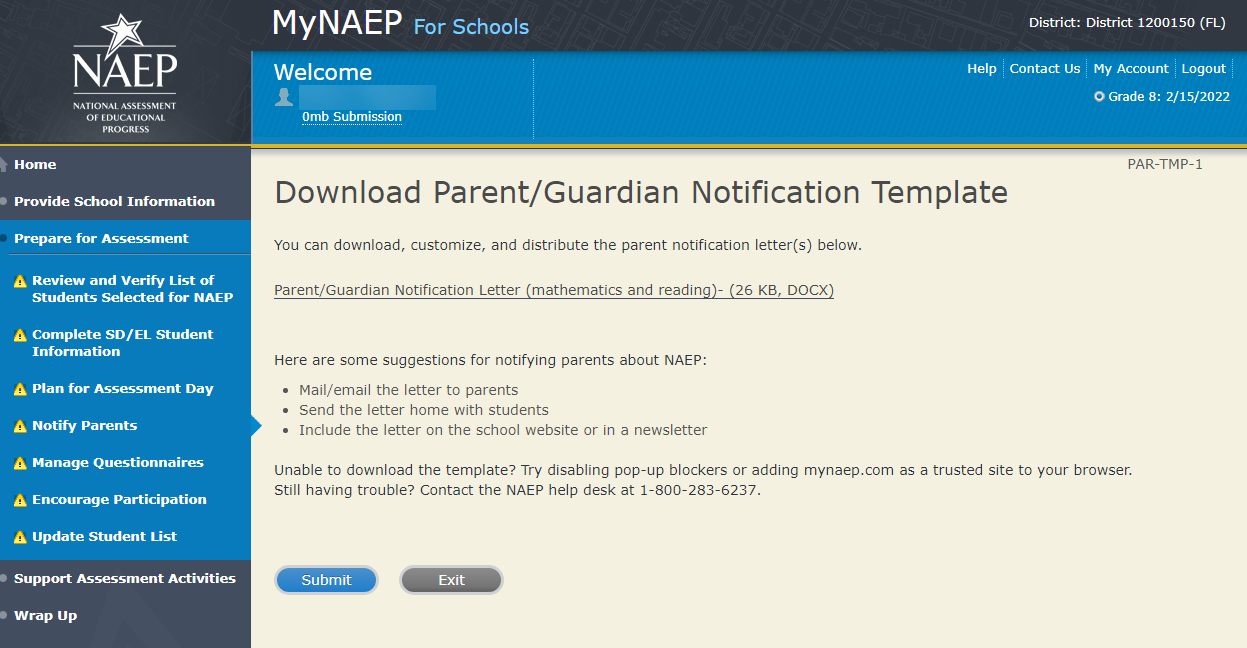 NAEP
NATIONAL ASSESSMENT
OF EDUCATIONAL
PROGRESS
MyNAEP For Schools
District: District 1200150 (FL)
Welcome
0mb Submission
Help
Contact Us
My Account
Logout
Grade 8: 2/15/2022
Home
Provide School Information
Prepare for Assessment
Review and Verify List of
Students Selected for NAEP
Complete SD/EL Student
Information
Plan for Assessment Day
Notify Parents
Manage Questionnaires
Encourage Participation
Update Student List
Support Assessment Activities
Wrap Up
PAR-TMP-1
Download Parent/Guardian Notification Template
You can download, customize, and distribute the parent notification letter(s) below.
Parent/Guardian Notification Letter (mathematics and reading)- (26 KB, DOCX)
Here are some suggestions for notifying parents about NAEP:
• Mail/email the letter to parents
• Send the letter home with students
• Include the letter on the school website or in a newsletter
Unable to download the template? Try disabling pop-up blockers or adding mynaep.com as a trusted site to your browser.
Still having trouble? Contact the NAEP help desk at 1-800-283-6237.
Submit
Exit